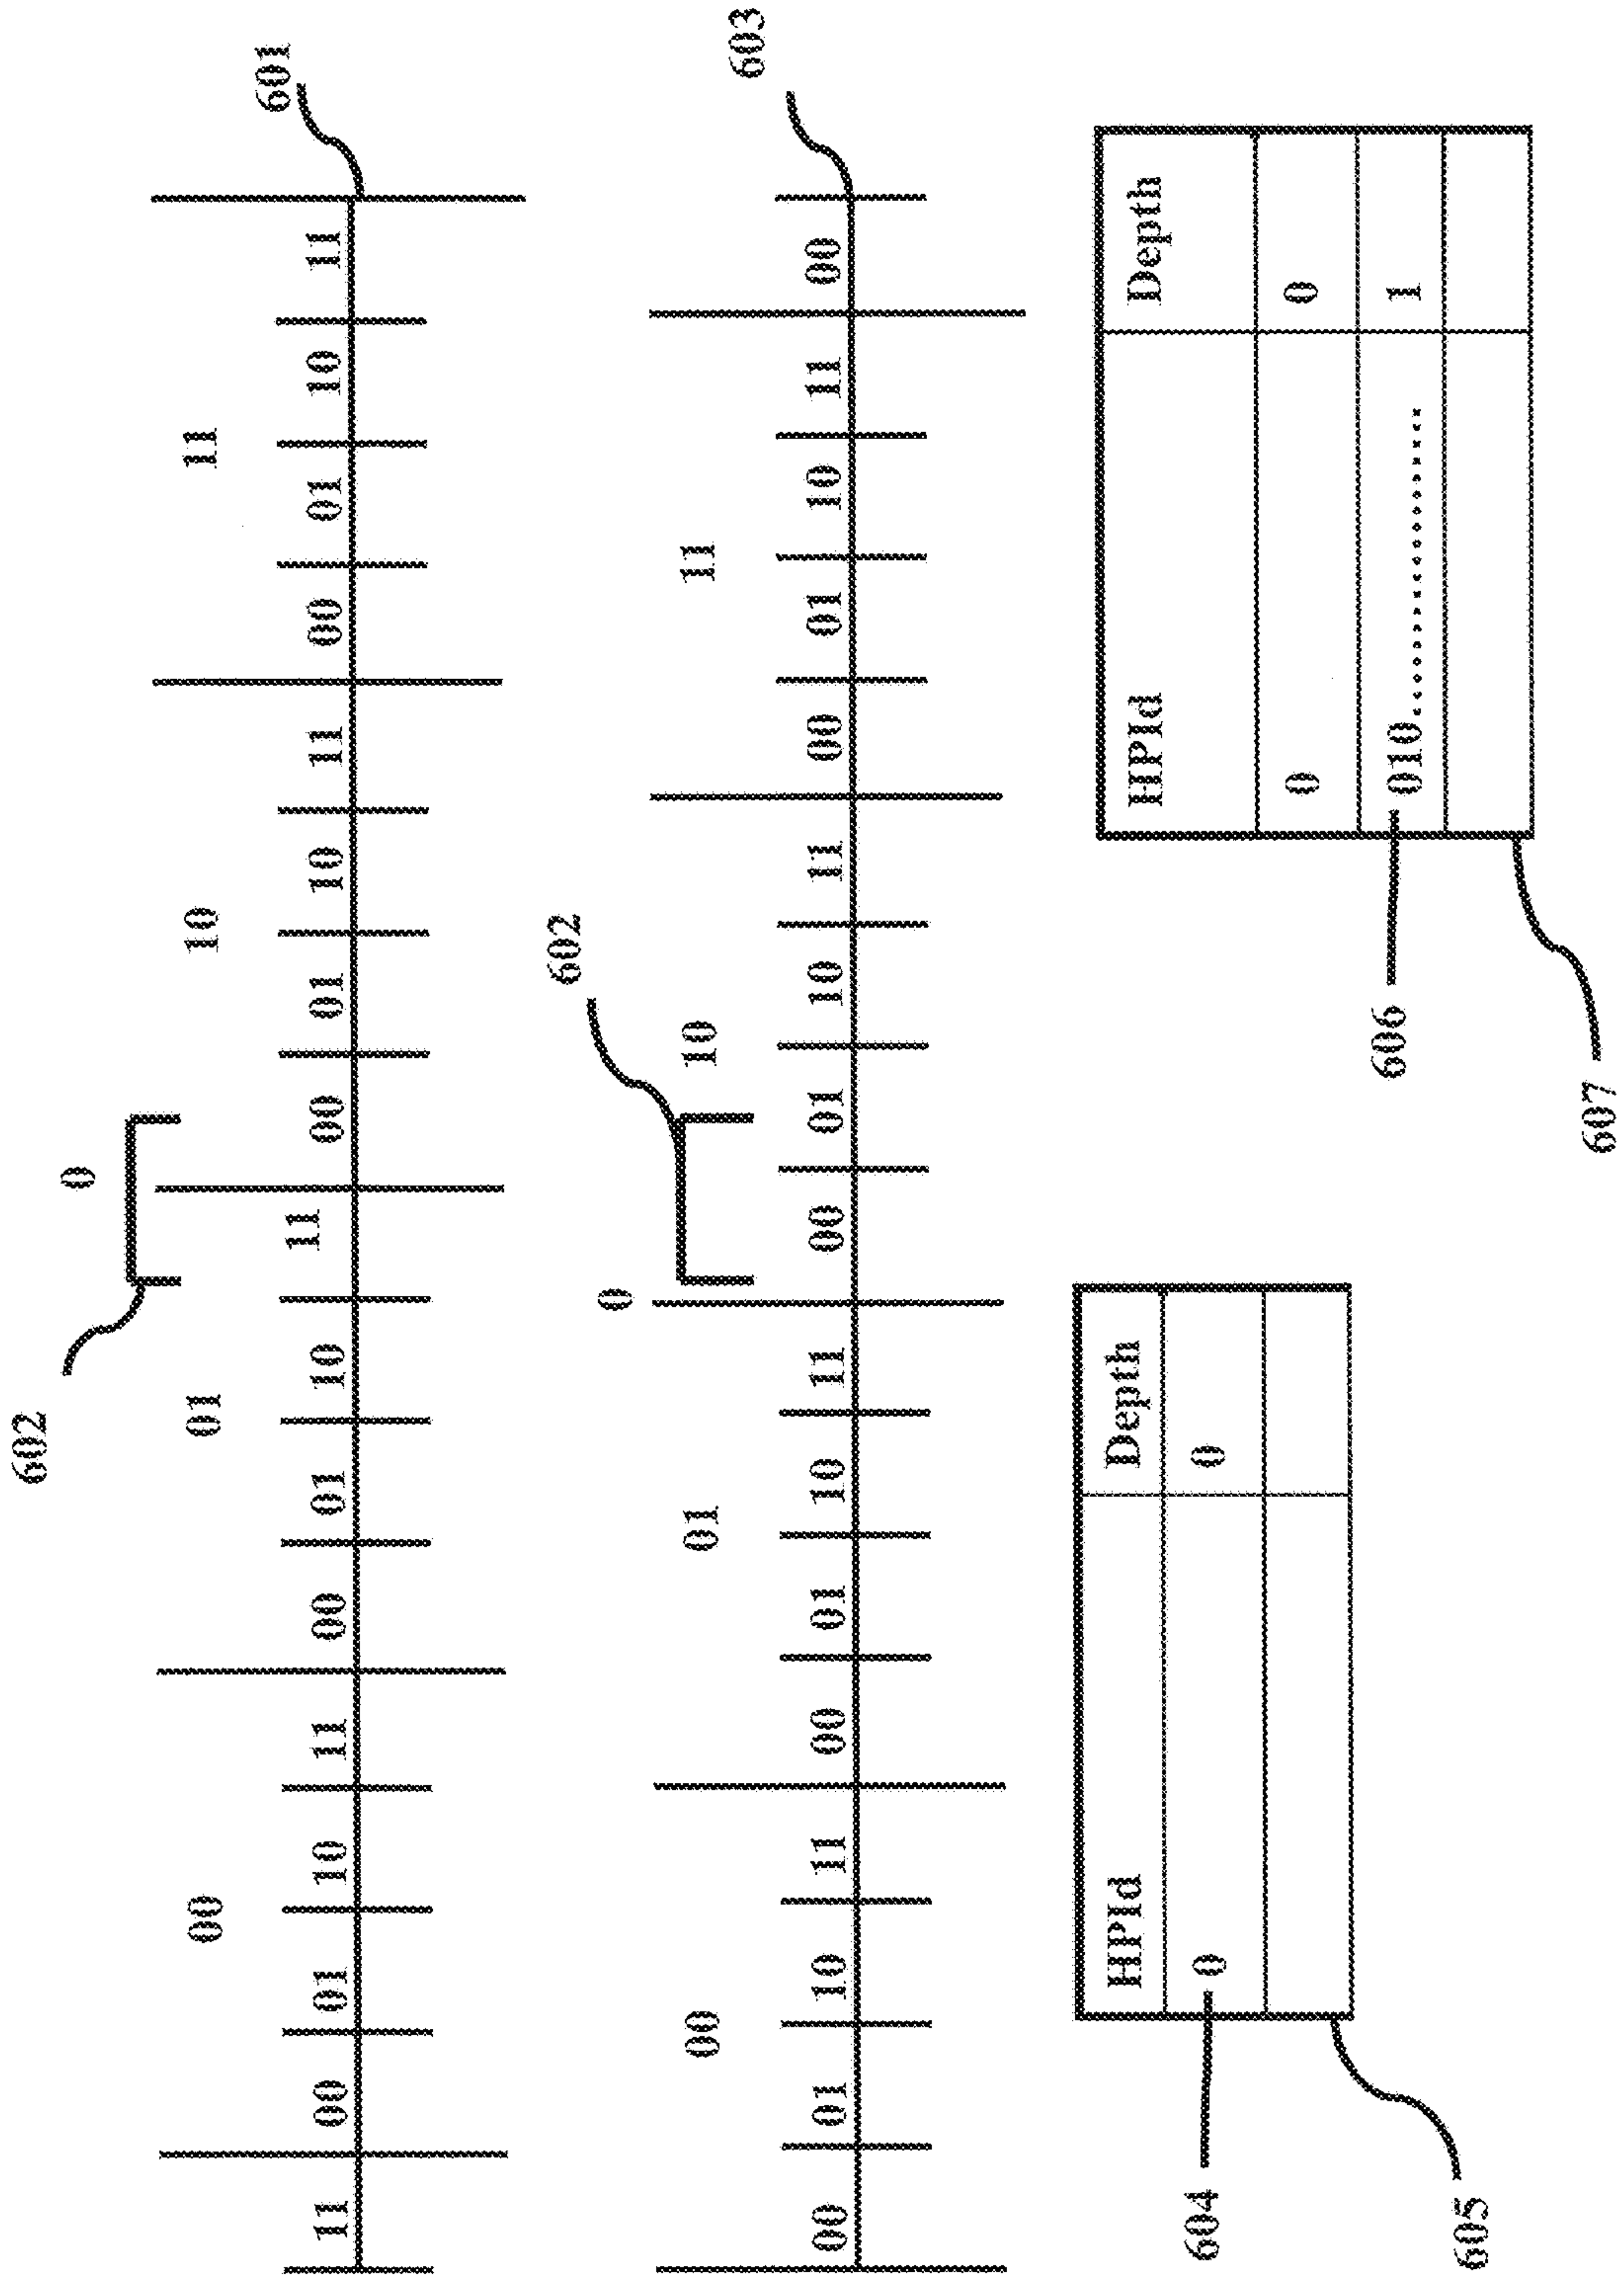 602
0
00 01 10 11
601
11 00 01 10 11 00 01 10 11 00 01 10 11 00 01 10 11
602
0
00 01 10 11
603
00 01 10 11 00 01 10 11 00 01 10 11 00 01 10 11 00
HPId Depth
604 0 0
605
HPId Depth
0 0
606 010.................... 1
607